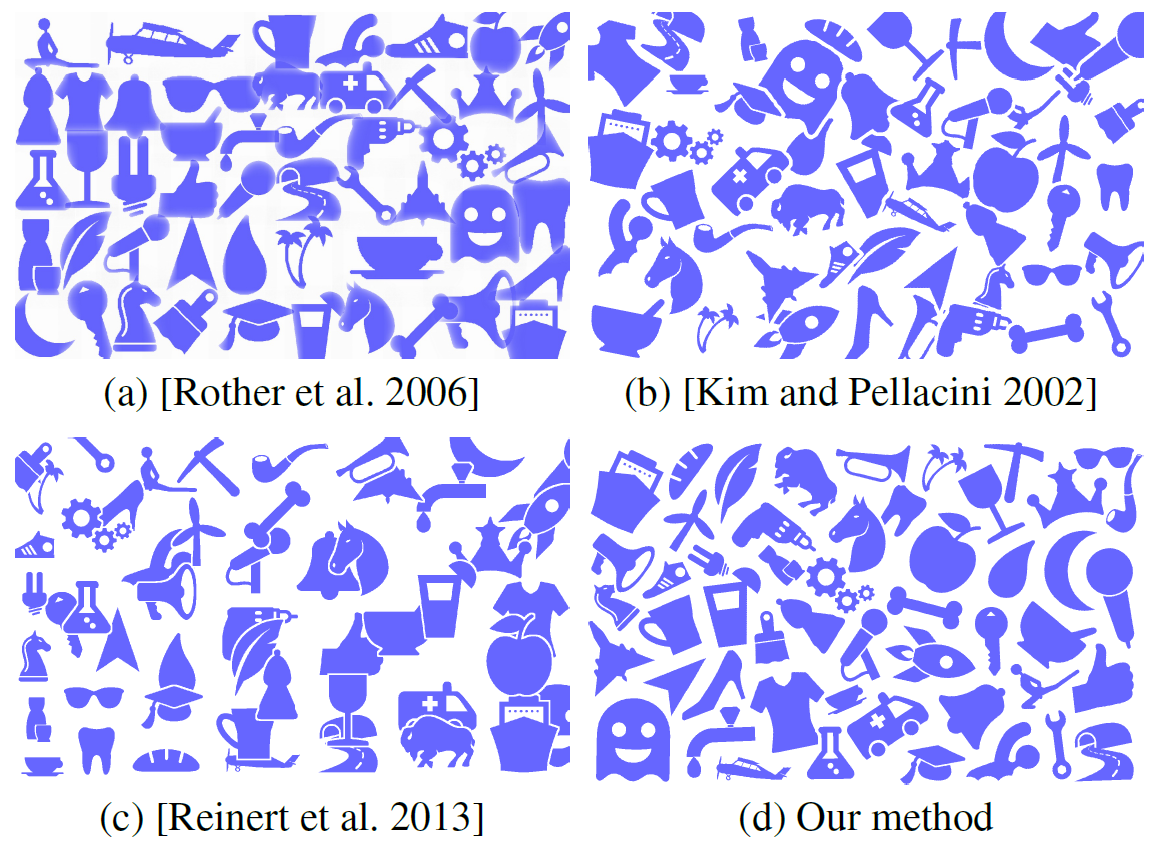 (a) [Rother et al. 2006]
(b) [Kim and Pellacini 2002]
(c) [Reinert et al. 2013]
(d) Our method